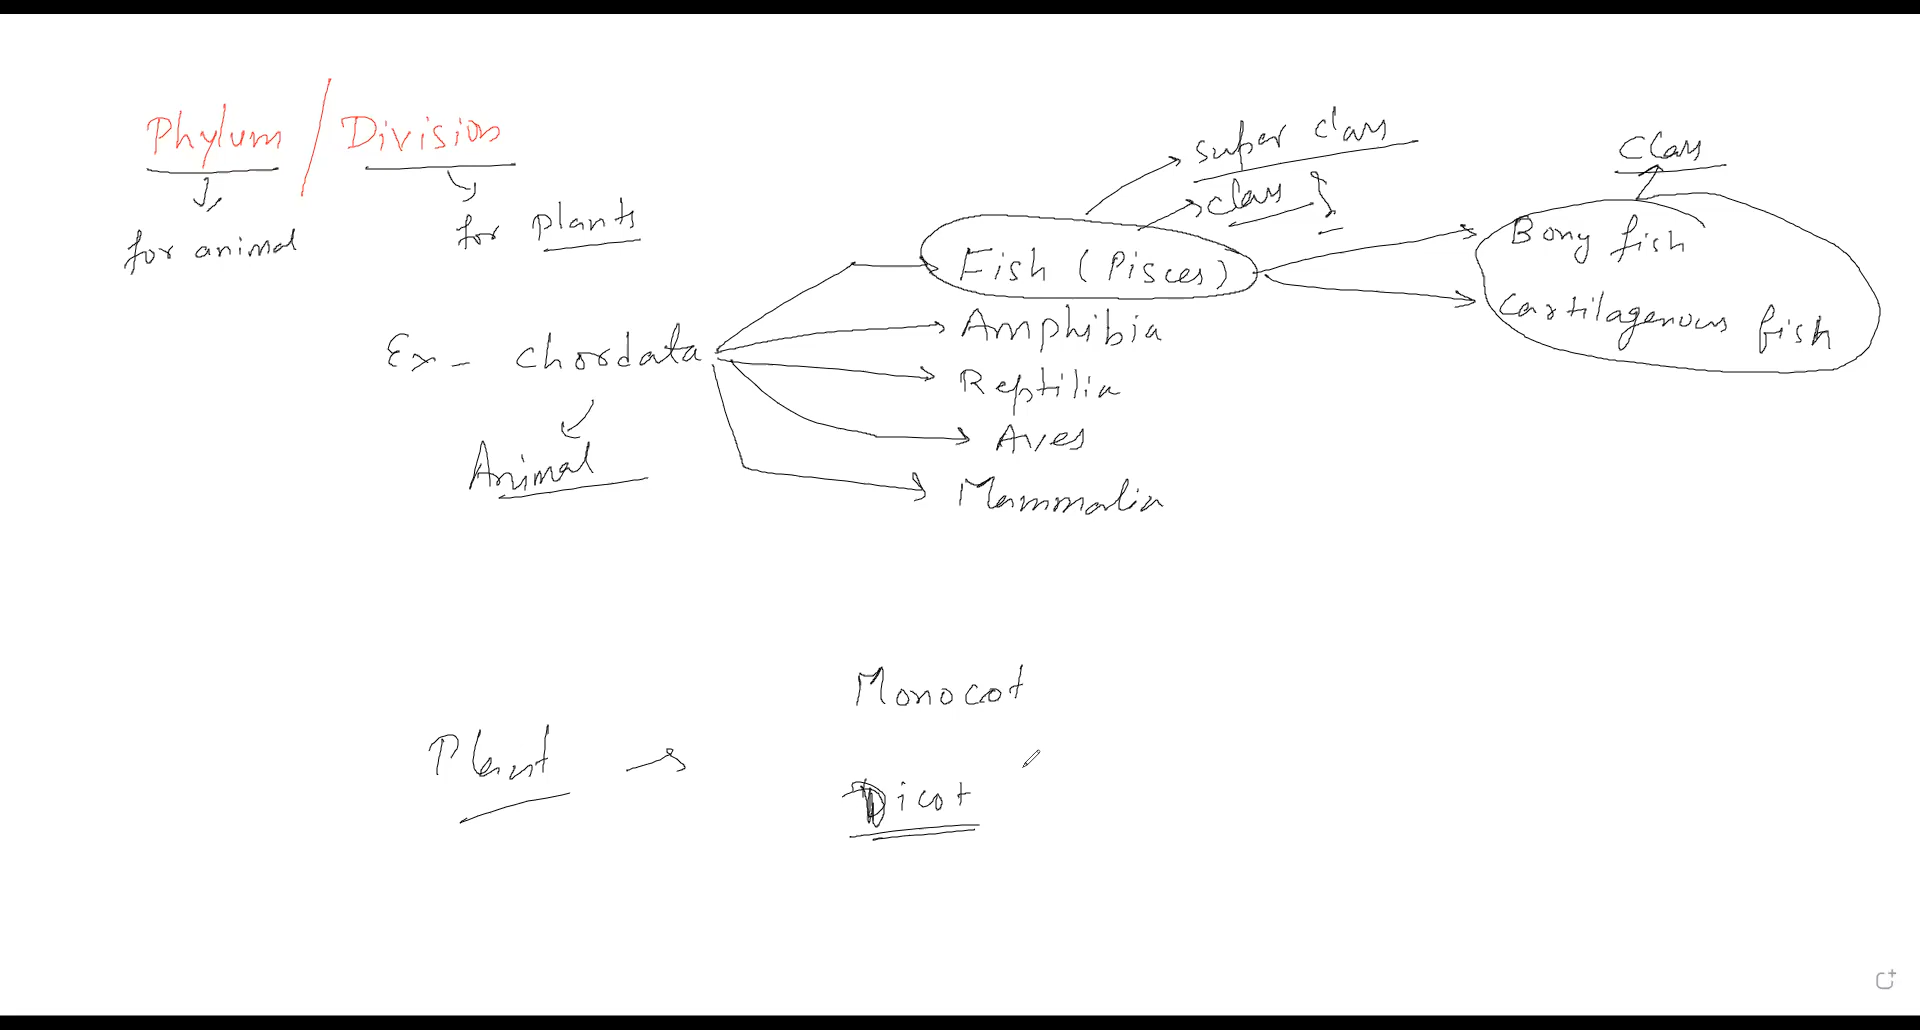 Phylum / Division
for animal
for plants
super class
class }
Class
Fish (Pisces)
Bony fish
Cartilagenous fish
Amphibia
Ex - Chordata
Reptilia
Aves
Animal
Mammalia
Monocot
Plant
Dicot